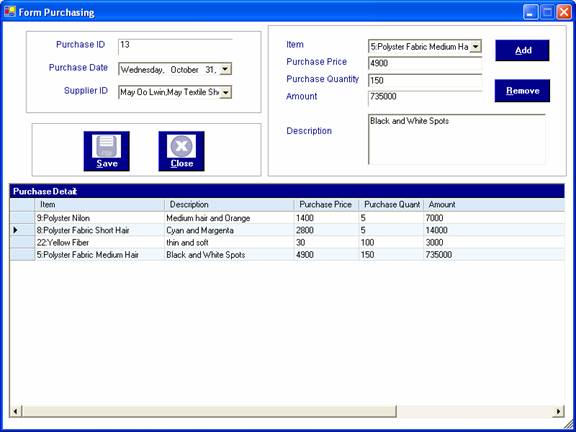 Form Purchasing
Purchase ID 13
Purchase Date Wednesday, October 31,
Supplier ID May Oo Lwin,May Textile Sh
Save Close
Item 5:Polyster Fabric Medium Ha
Purchase Price 4900
Purchase Quantity 150
Amount 735000
Description Black and White Spots
Add
Remove
Purchase Detail:
Item Description Purchase Price Purchase Quant Amount
9:Polyster Nilon Medium hair and Orange 1400 5 7000
8:Polyster Fabric Short Hair Cyan and Margenta 2800 5 14000
22:Yellow Fiber thin and soft 30 100 3000
5:Polyster Fabric Medium Hair Black and White Spots 4900 150 735000